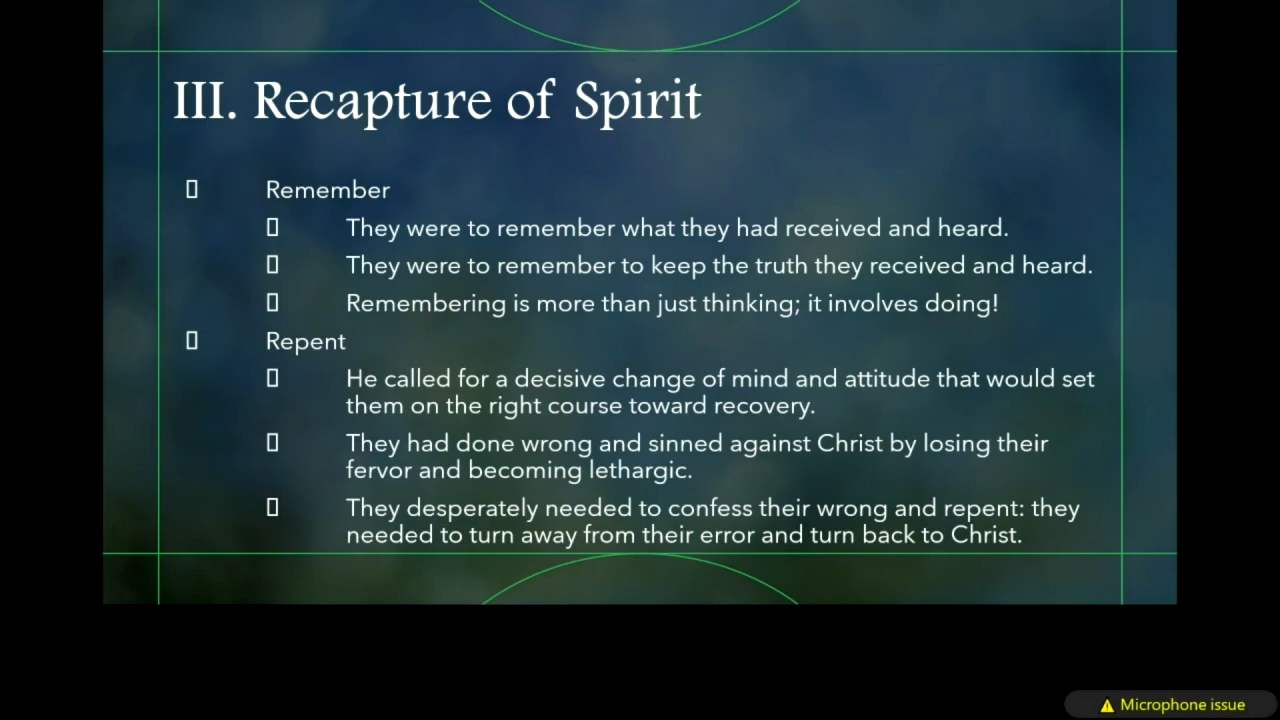 III. Recapture of Spirit
Remember
They were to remember what they had received and heard.
They were to remember to keep the truth they received and heard.
Remembering is more than just thinking; it involves doing!
Repent
He called for a decisive change of mind and attitude that would set
them on the right course toward recovery.
They had done wrong and sinned against Christ by losing their
fervor and becoming lethargic.
They desperately needed to confess their wrong and repent: they
needed to turn away from their error and turn back to Christ.
Microphone issue